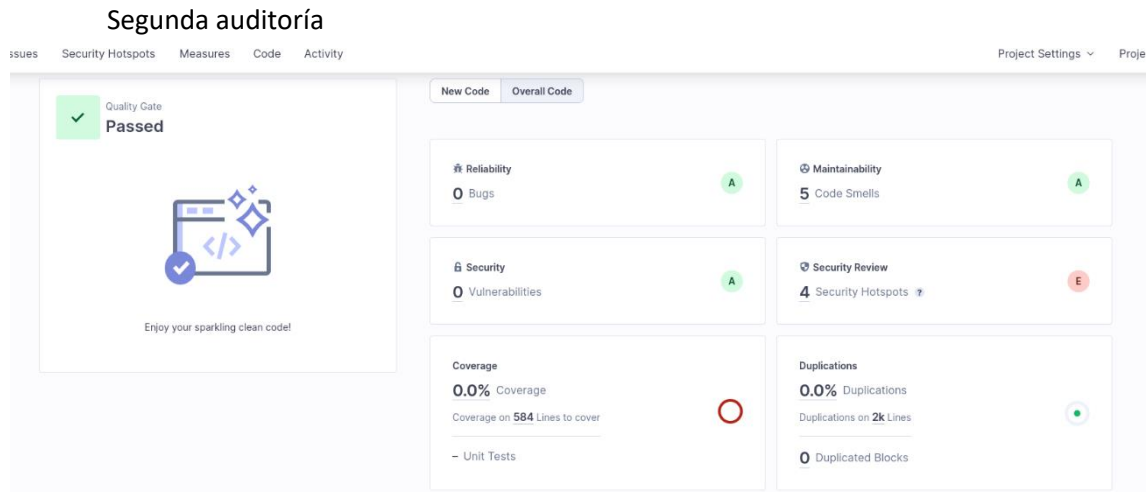 Segunda auditoría
ssues Security Hotspots Measures Code Activity Project Settings Proje
Quality Gate
Passed
Enjoy your sparkling clean code!
New Code Overall Code
Reliability
0 Bugs
A
Maintainability
5 Code Smells
A
Security
0 Vulnerabilities
A
Security Review
4 Security Hotspots ?
E
Coverage
0.0% Coverage
Coverage on 584 Lines to cover
– Unit Tests
Duplications
0.0% Duplications
Duplications on 2k Lines
0 Duplicated Blocks